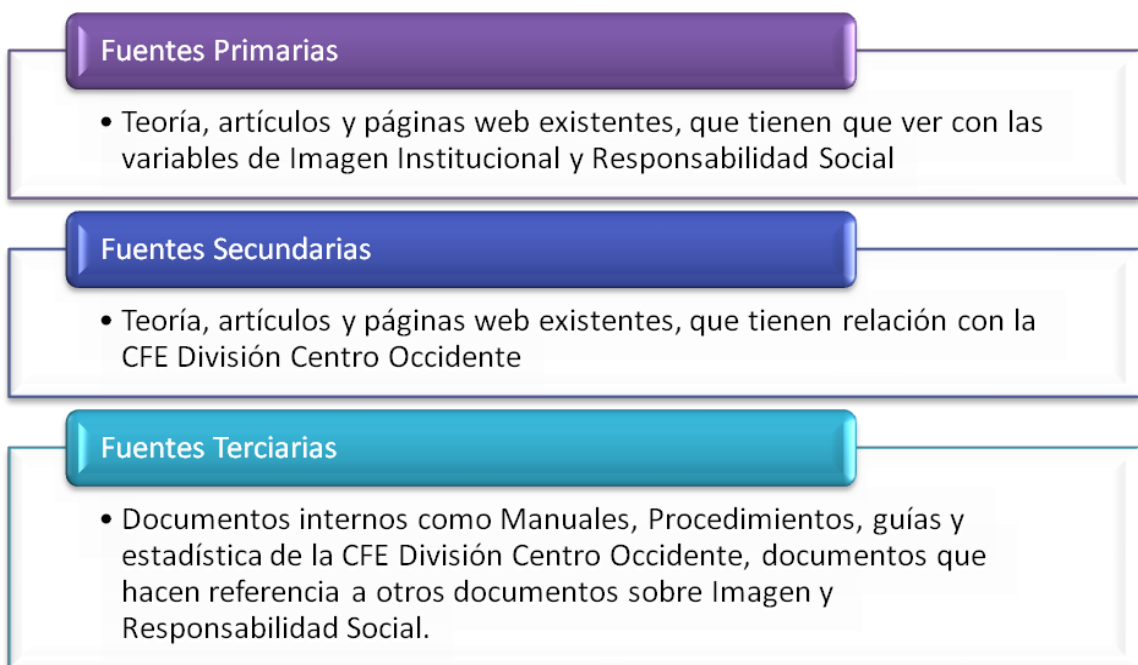 Fuentes Primarias
• Teoría, artículos y páginas web existentes, que tienen que ver con las
variables de Imagen Institucional y Responsabilidad Social
Fuentes Secundarias
• Teoría, artículos y páginas web existentes, que tienen relación con la
CFE División Centro Occidente
Fuentes Terciarias
• Documentos internos como Manuales, Procedimientos, guías y
estadística de la CFE División Centro Occidente, documentos que
hacen referencia a otros documentos sobre Imagen y
Responsabilidad Social.